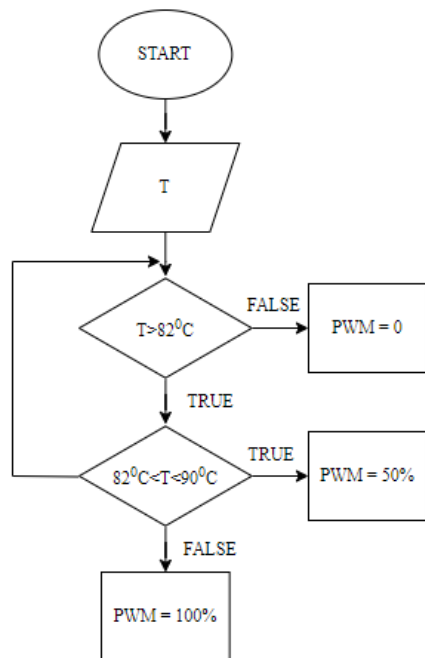 START
T
FALSE
T>82⁰C
PWM = 0
TRUE
TRUE
82⁰C<T<90⁰C
PWM = 50%
FALSE
PWM = 100%